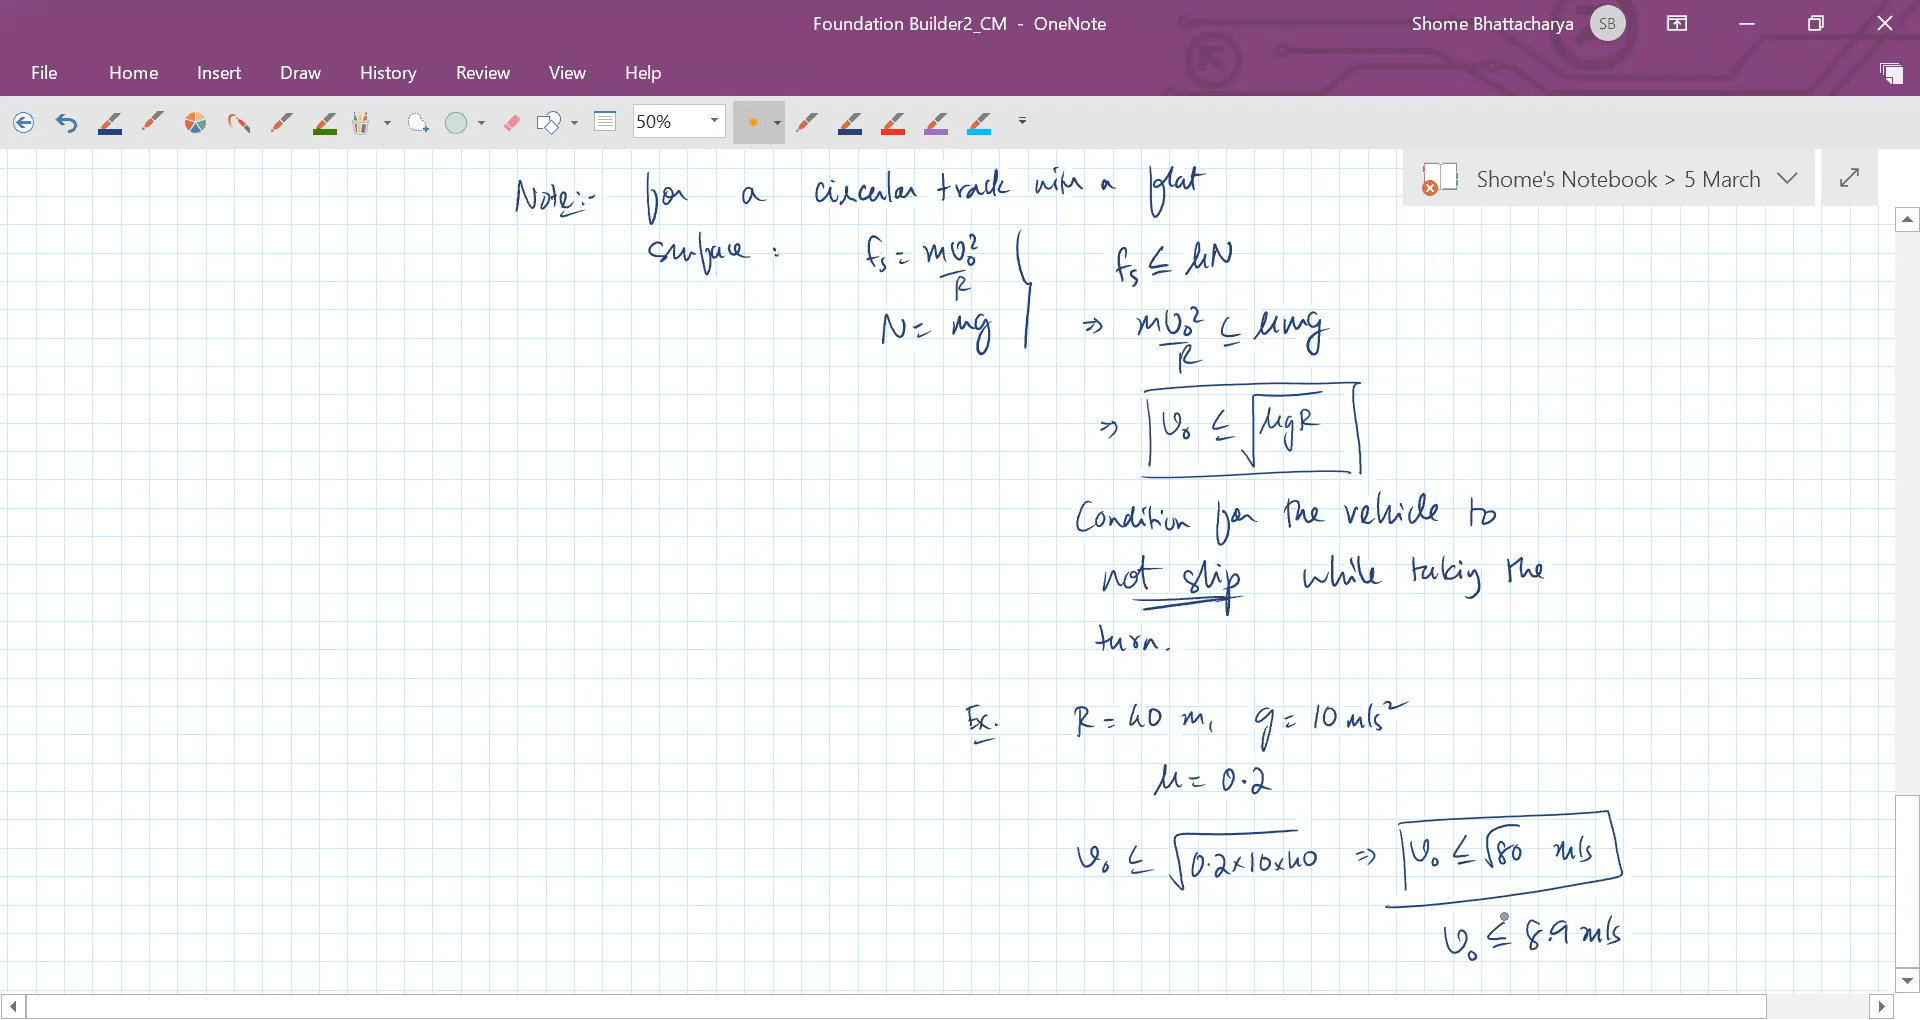 Foundation Builder2_CM - OneNote
Shome Bhattacharya SB
File Home Insert Draw History Review View Help
50%
Shome's Notebook > 5 March
Note:- for a circular track with a flat
surface :
fₛ = mv₀²/R
N = mg
fₛ ≤ μN
⇒ mv₀²/R ≤ μmg
⇒ v₀ ≤ √μgR
Condition for the vehicle to
not slip while taking the
turn.
Ex. R = 40 m, g = 10 m/s²
μ = 0.2
v₀ ≤ √0.2×10×40 ⇒ v₀ ≤ √80 m/s
v₀ ≤ 8.9 m/s